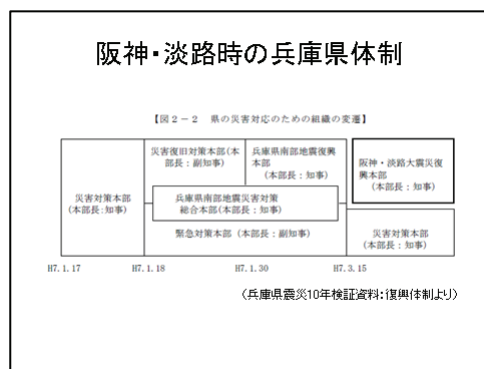 阪神・淡路時の兵庫県体制
【図２－２　県の災害対応のための組織の変遷】
災害対策本部
(本部長:知事)
災害復旧対策本部(本
部長：副知事)
兵庫県南部地震復興
本部
(本部長：知事)
阪神・淡路大震災復
興本部
(本部長：知事)
兵庫県南部地震災害対策
総合本部(本部長：知事)
緊急対策本部（本部長：副知事）
災害対策本部
(本部長：知事)
H7.1.17
H7.1.18
H7.1.30
H7.3.15
（兵庫県震災10年検証資料：復興体制より）